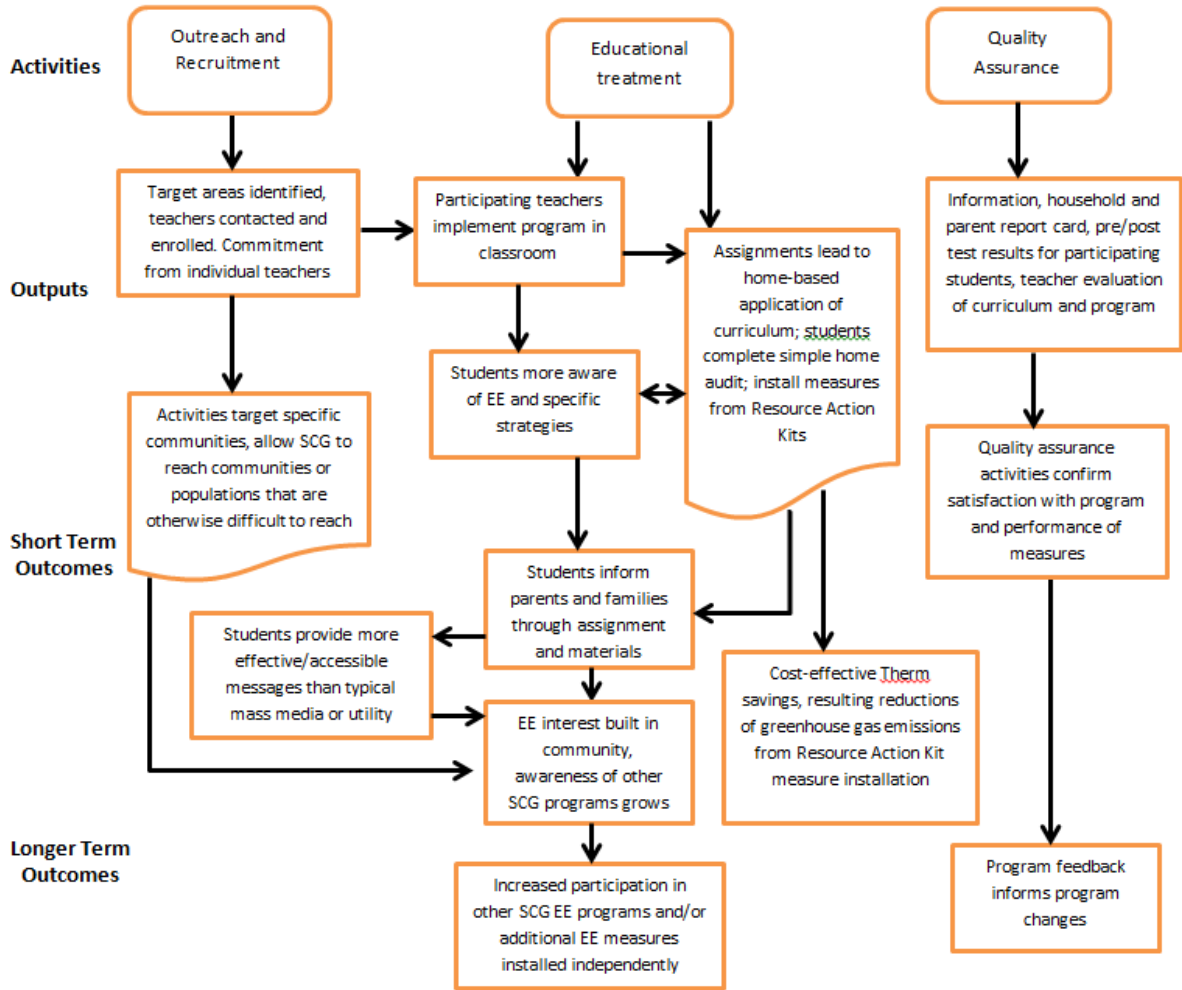 Activities
Outreach and
Recruitment
Educational
treatment
Quality
Assurance
Outputs
Target areas identified,
teachers contacted and
enrolled. Commitment
from individual teachers
Participating teachers
implement program in
classroom
Assignments lead to
home-based
application of
curriculum; students
complete simple home
audit; install measures
from Resource Action
Kits
Information, household and
parent report card, pre/post
test results for participating
students, teacher evaluation
of curriculum and program
Students more aware
of EE and specific
strategies
Activities target specific
communities, allow SCG to
reach communities or
populations that are
otherwise difficult to reach
Quality assurance
activities confirm
satisfaction with program
and performance of
measures
Short Term
Outcomes
Students inform
parents and families
through assignment
and materials
Students provide more
effective/accessible
messages than typical
mass media or utility
Cost-effective Therm
savings, resulting reductions
of greenhouse gas emissions
from Resource Action Kit
measure installation
EE interest built in
community,
awareness of other
SCG programs grows
Longer Term
Outcomes
Increased participation in
other SCG EE programs and/or
additional EE measures
installed independently
Program feedback
informs program
changes